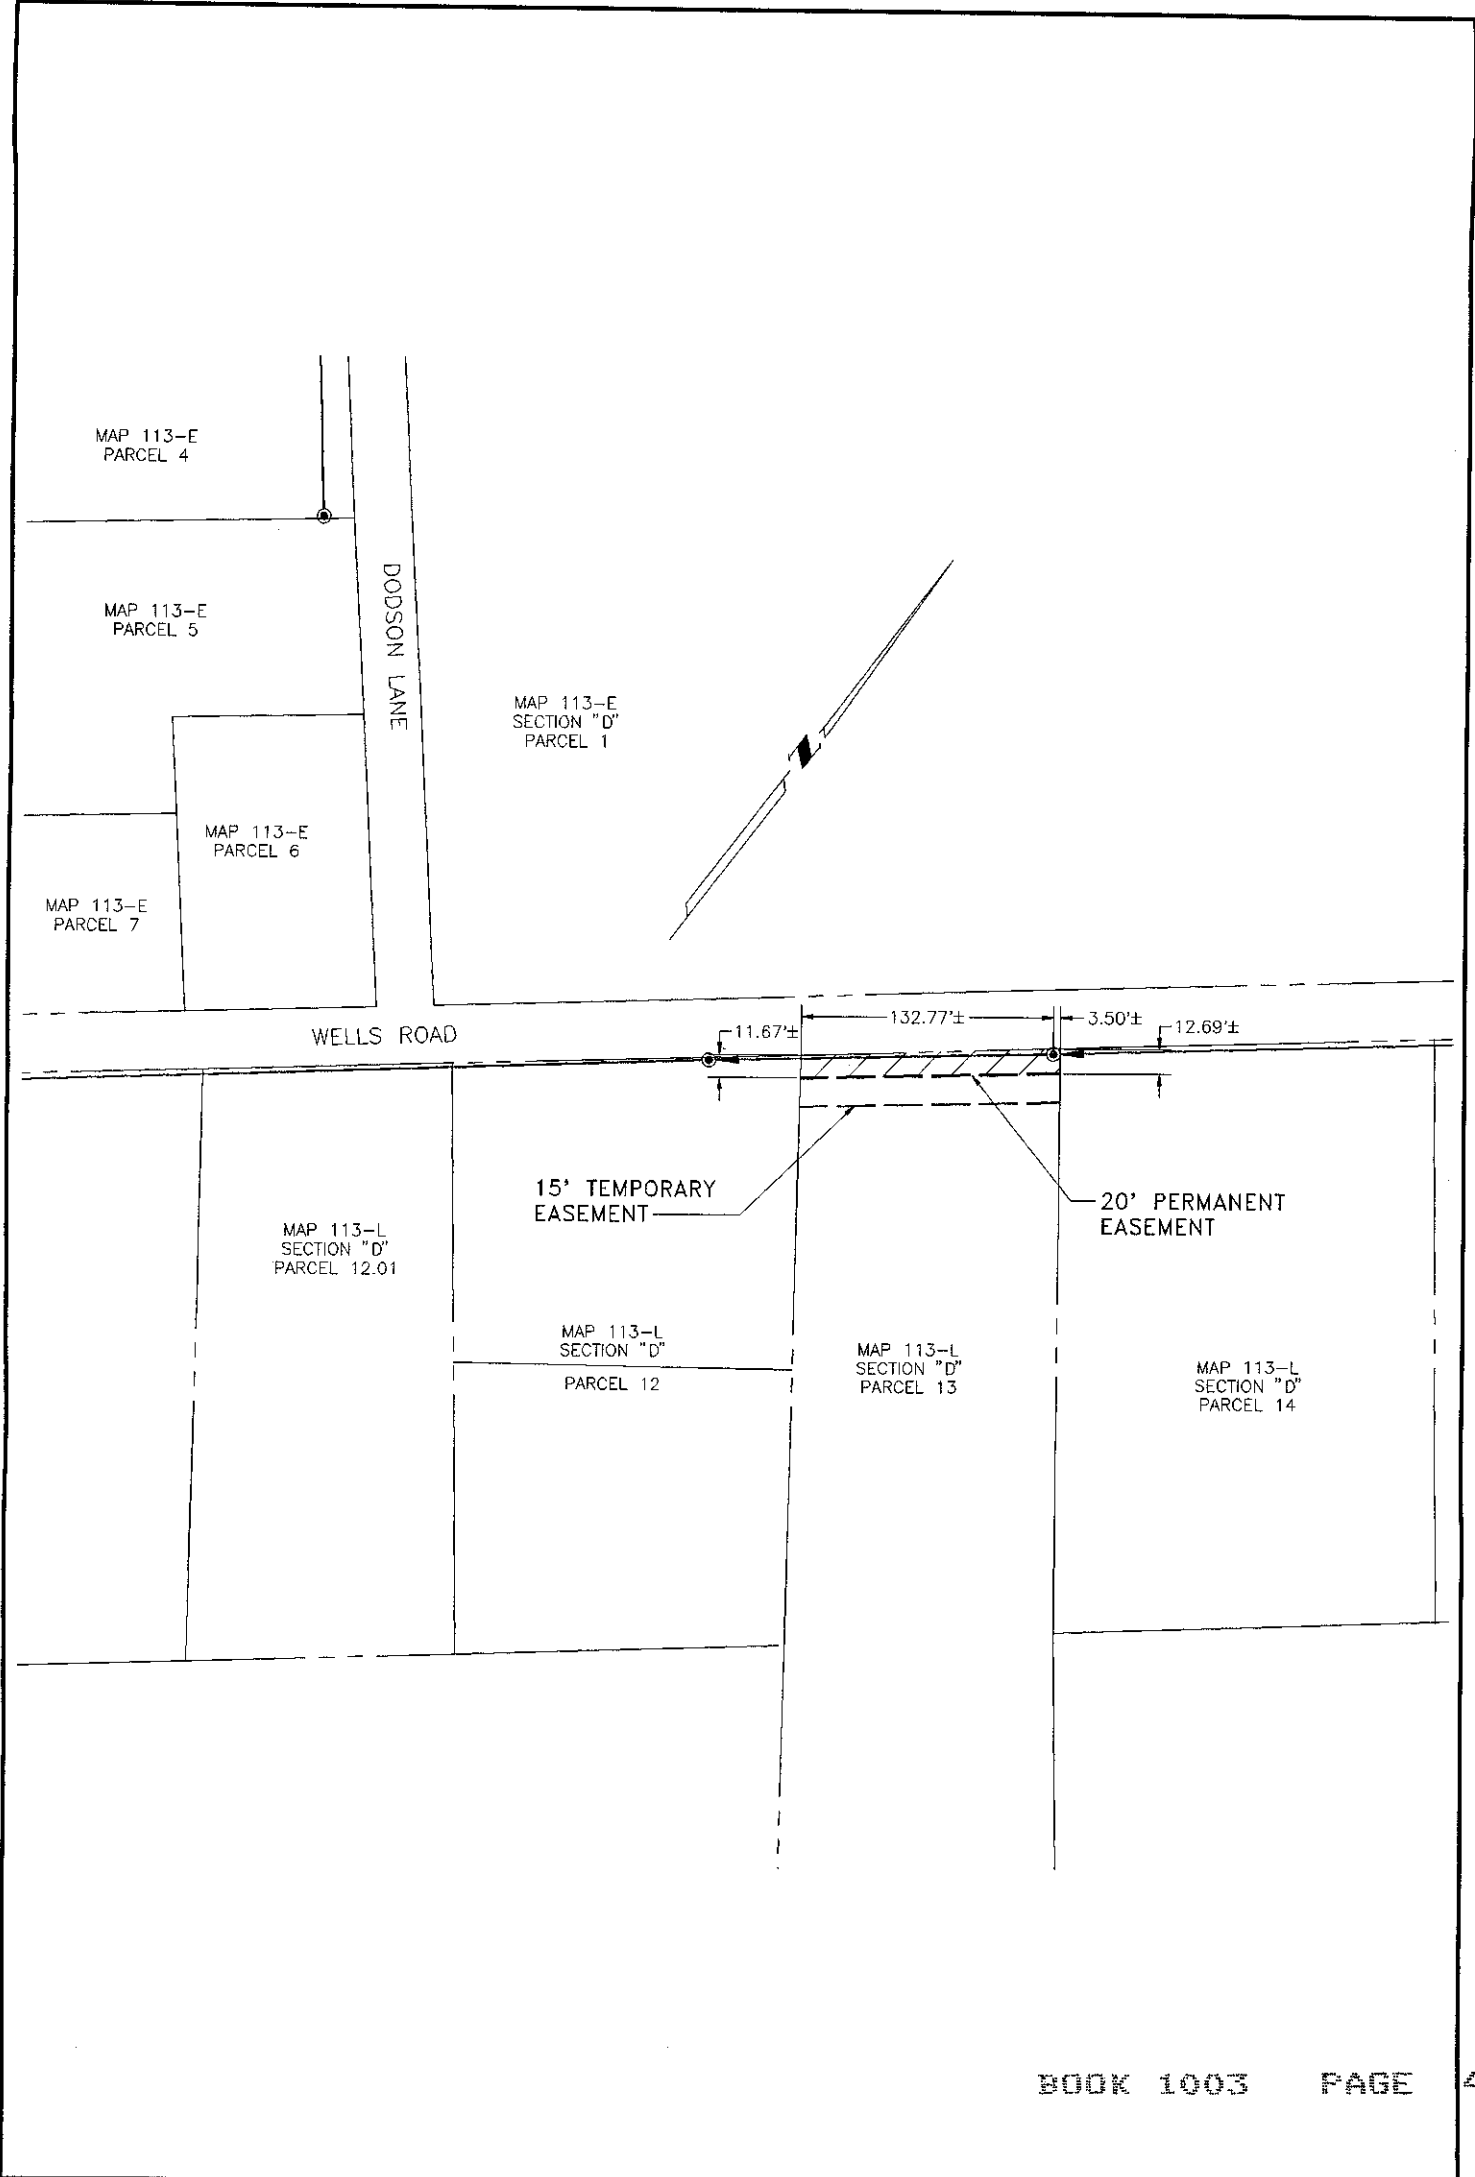 MAP 113-E
PARCEL 4
MAP 113-E
PARCEL 5
DODSON LANE
MAP 113-E
SECTION "D"
PARCEL 1
MAP 113-E
PARCEL 6
MAP 113-E
PARCEL 7
WELLS ROAD
11.67'±
132.77'±
3.50'±
12.69'±
15' TEMPORARY
EASEMENT
20' PERMANENT
EASEMENT
MAP 113-L
SECTION "D"
PARCEL 12.01
MAP 113-L
SECTION "D"
PARCEL 12
MAP 113-L
SECTION "D"
PARCEL 13
MAP 113-L
SECTION "D"
PARCEL 14
BOOK 1003 PAGE